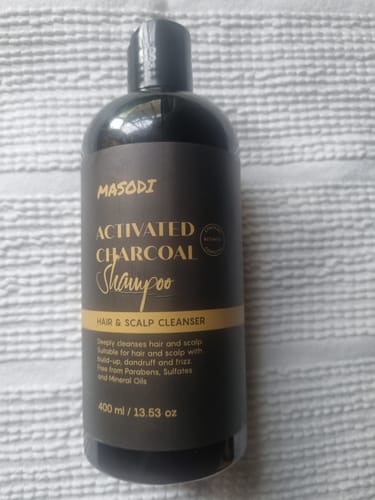 MASODI
ACTIVATED
CHARCOAL
Shampoo
HAIR & SCALP CLEANSER
Deeply cleanses hair and scalp
Suitable for hair and scalp with
build-up, dandruff and frizz.
Free from Parabens, Sulfates
and Mineral Oils
400 ml / 13.53 oz